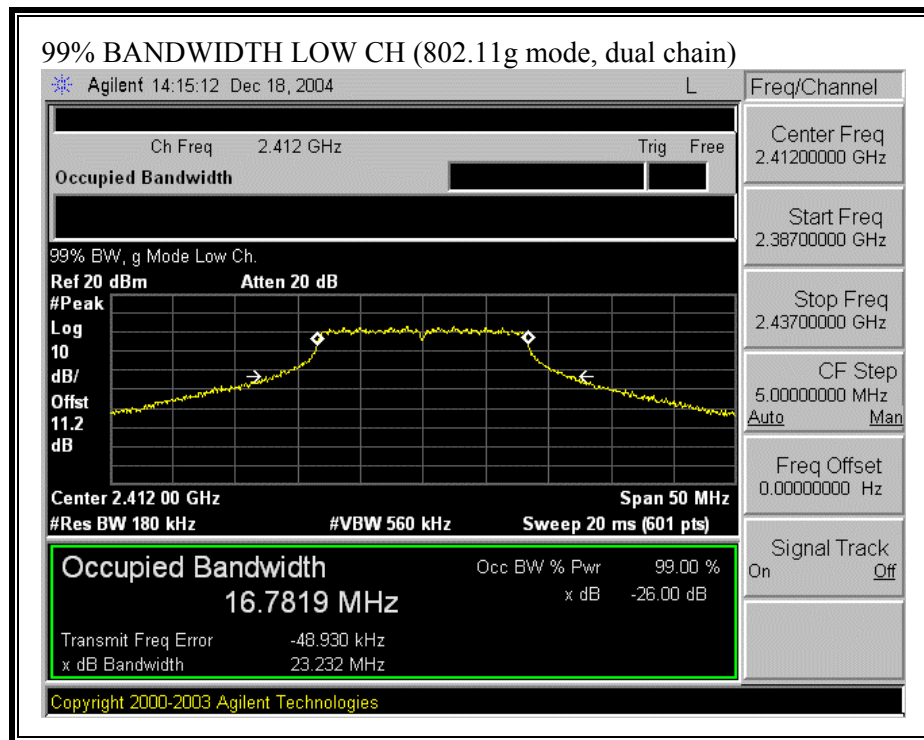 99% BANDWIDTH LOW CH (802.11g mode, dual chain)
Agilent 14:15:12 Dec 18, 2004 L
Freq/Channel
Ch Freq 2.412 GHz Trig Free
Occupied Bandwidth
Center Freq
2.41200000 GHz
Start Freq
2.38700000 GHz
Stop Freq
2.43700000 GHz
CF Step
5.00000000 MHz
Auto Man
Freq Offset
0.00000000 Hz
Signal Track
On Off
99% BW, g Mode Low Ch.
Ref 20 dBm Atten 20 dB
#Peak
Log
10
dB/
Offst
11.2
dB
Center 2.412 00 GHz Span 50 MHz
#Res BW 180 kHz #VBW 560 kHz Sweep 20 ms (601 pts)
Occupied Bandwidth
16.7819 MHz
Occ BW % Pwr 99.00 %
x dB -26.00 dB
Transmit Freq Error -48.930 kHz
x dB Bandwidth 23.232 MHz
Copyright 2000-2003 Agilent Technologies